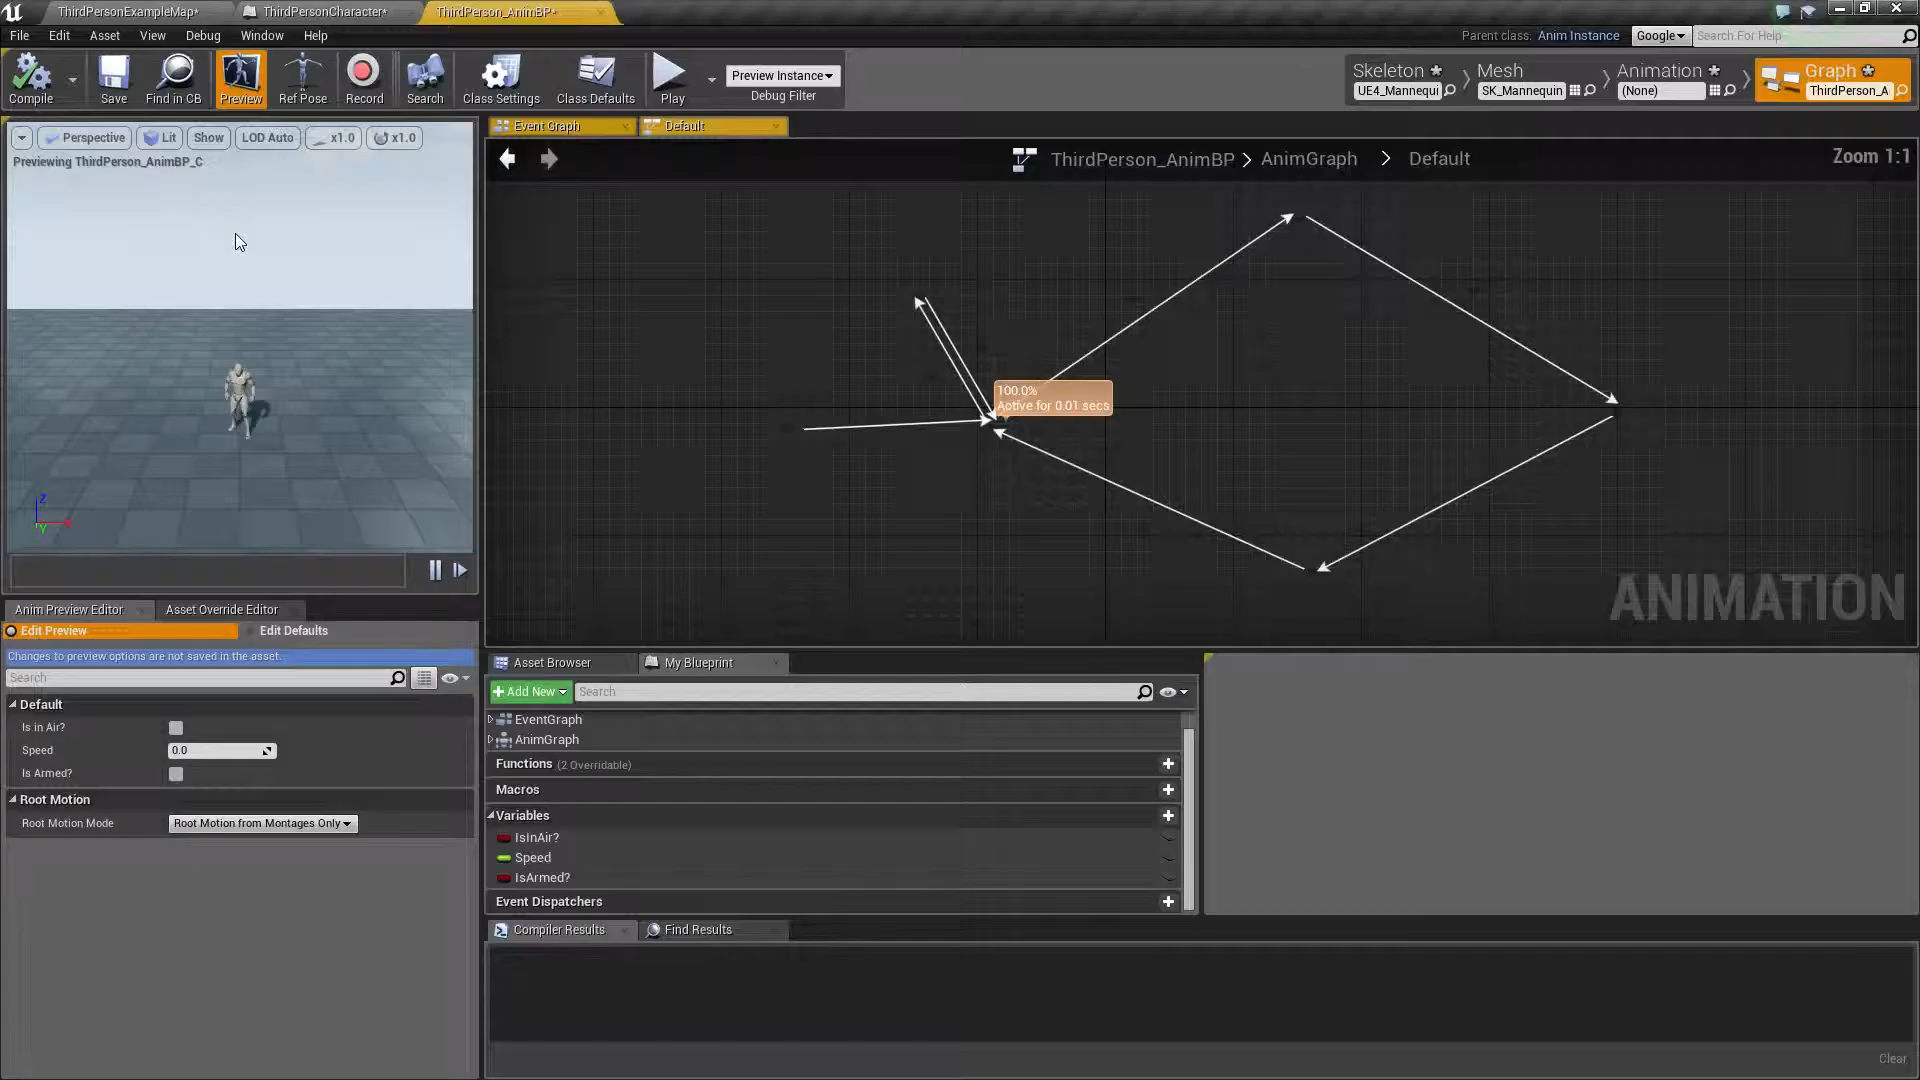 ThirdPersonExampleMap*
ThirdPersonCharacter*
ThirdPerson_AnimBP*
File Edit Asset View Debug Window Help
Parent class: Anim Instance
Google
Search For Help
Compile
Save
Find in CB
Preview
Ref Pose
Record
Search
Class Settings
Class Defaults
Play
Preview Instance
Debug Filter
Skeleton
UE4_Mannequi
Mesh
SK_Mannequin
Animation
(None)
Graph
ThirdPerson_A
Perspective
Lit
Show
LOD Auto
x1.0
x1.0
Previewing ThirdPerson_AnimBP_C
Z
X
Y
Event Graph
Default
ThirdPerson_AnimBP > AnimGraph > Default
Zoom 1:1
100.0%
Active for 0.01 secs
ANIMATION
Anim Preview Editor
Asset Override Editor
Edit Preview
Edit Defaults
Changes to preview options are not saved in the asset.
Search
Default
Is in Air?
Speed 0.0
Is Armed?
Root Motion
Root Motion Mode Root Motion from Montages Only
Asset Browser
My Blueprint
+ Add New
Search
EventGraph
AnimGraph
Functions (2 Overridable)
Macros
Variables
IsInAir?
Speed
IsArmed?
Event Dispatchers
Compiler Results
Find Results
Clear